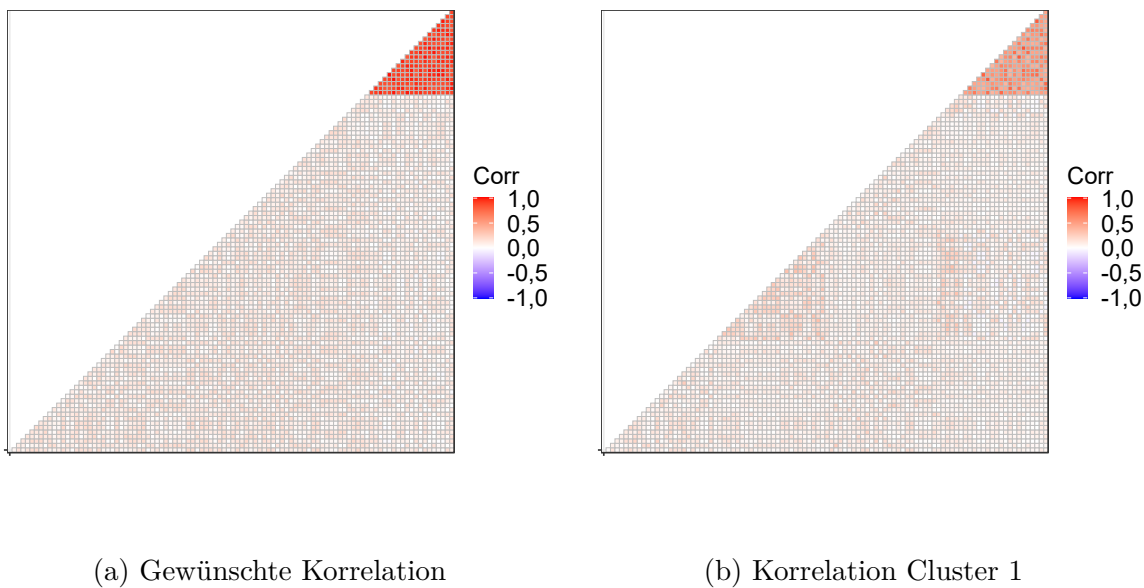 Corr
1,0
0,5
0,0
-0,5
-1,0
Corr
1,0
0,5
0,0
-0,5
-1,0
(a) Gewünschte Korrelation
(b) Korrelation Cluster 1